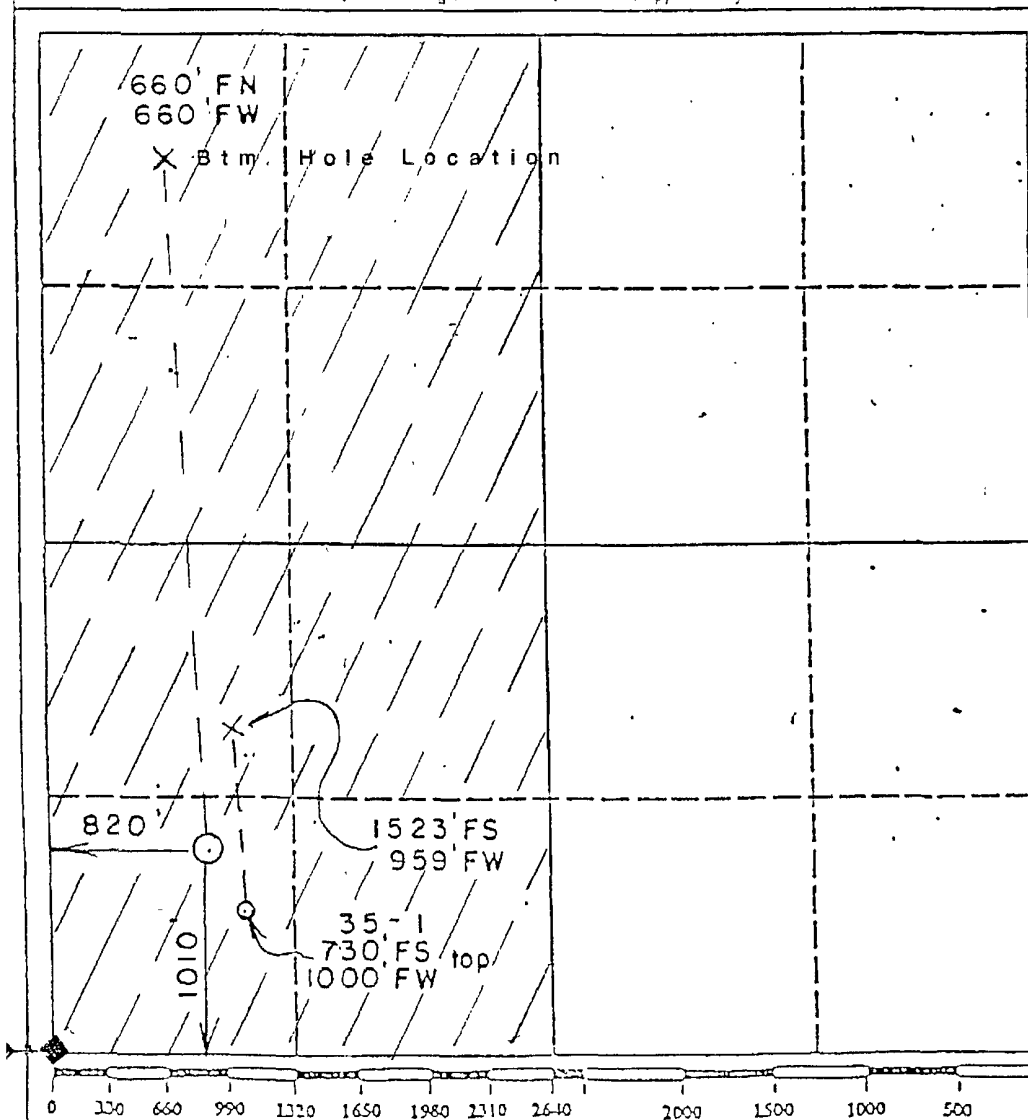 660' FN
660' FW
Btm. Hole Location
820'
1523' FS
959' FW
1010
35-1
730' FS top
1000' FW
0 330 660 990 1320 1650 1980 2310 2640 2000 1500 1000 500